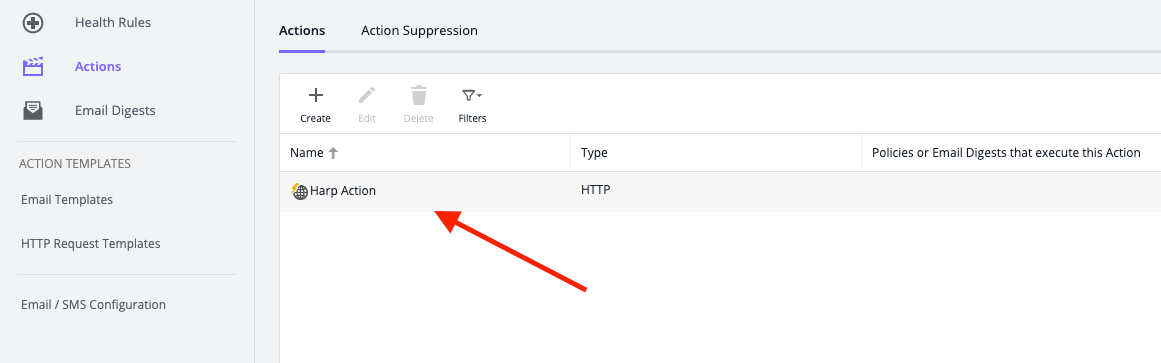 Health Rules
Actions
Email Digests
ACTION TEMPLATES
Email Templates
HTTP Request Templates
Email / SMS Configuration
Actions Action Suppression
Create Edit Delete Filters
Name Type Policies or Email Digests that execute this Action
Harp Action HTTP